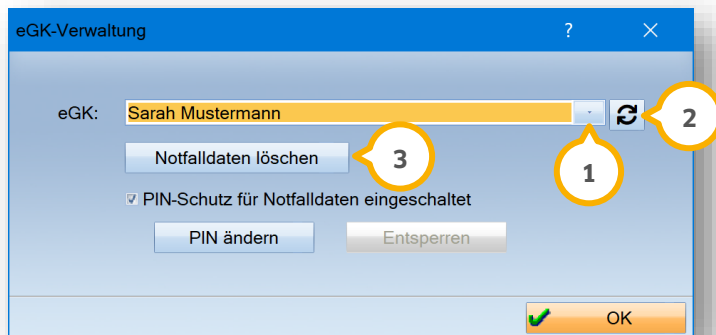 eGK-Verwaltung ?
eGK: Sarah Mustermann 2
Notfalldaten löschen 3 1
PIN-Schutz für Notfalldaten eingeschaltet
PIN ändern Entsperren
OK